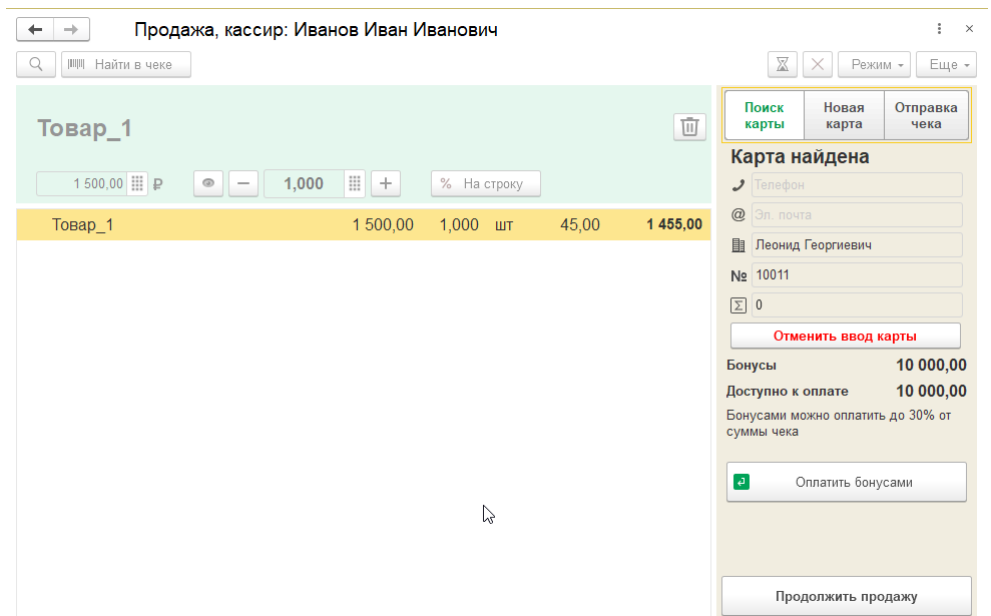 Продажа, кассир: Иванов Иван Иванович
Найти в чеке
Режим
Еще
Товар_1
1 500,00 ₽
1,000
% На строку
Товар_1 1 500,00 1,000 шт 45,00 1 455,00
Поиск карты
Новая карта
Отправка чека
Карта найдена
Телефон
@ Эл. почта
Леонид Георгиевич
№ 10011
Σ 0
Отменить ввод карты
Бонусы 10 000,00
Доступно к оплате 10 000,00
Бонусами можно оплатить до 30% от
суммы чека
Оплатить бонусами
Продолжить продажу